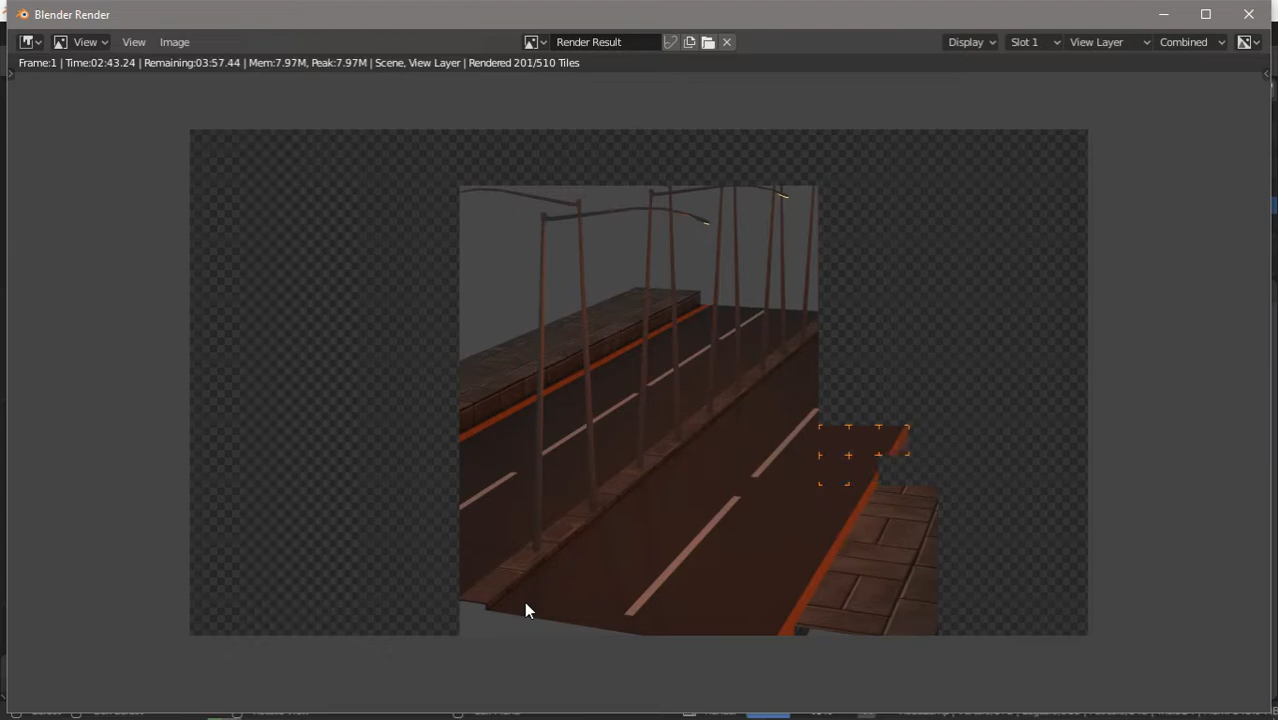 Blender Render
View View Image Render Result Display Slot 1 View Layer Combined
Frame:1 | Time:02:43.24 | Remaining:03:57.44 | Mem:7.97M, Peak:7.97M | Scene, View Layer | Rendered 201/510 Tiles